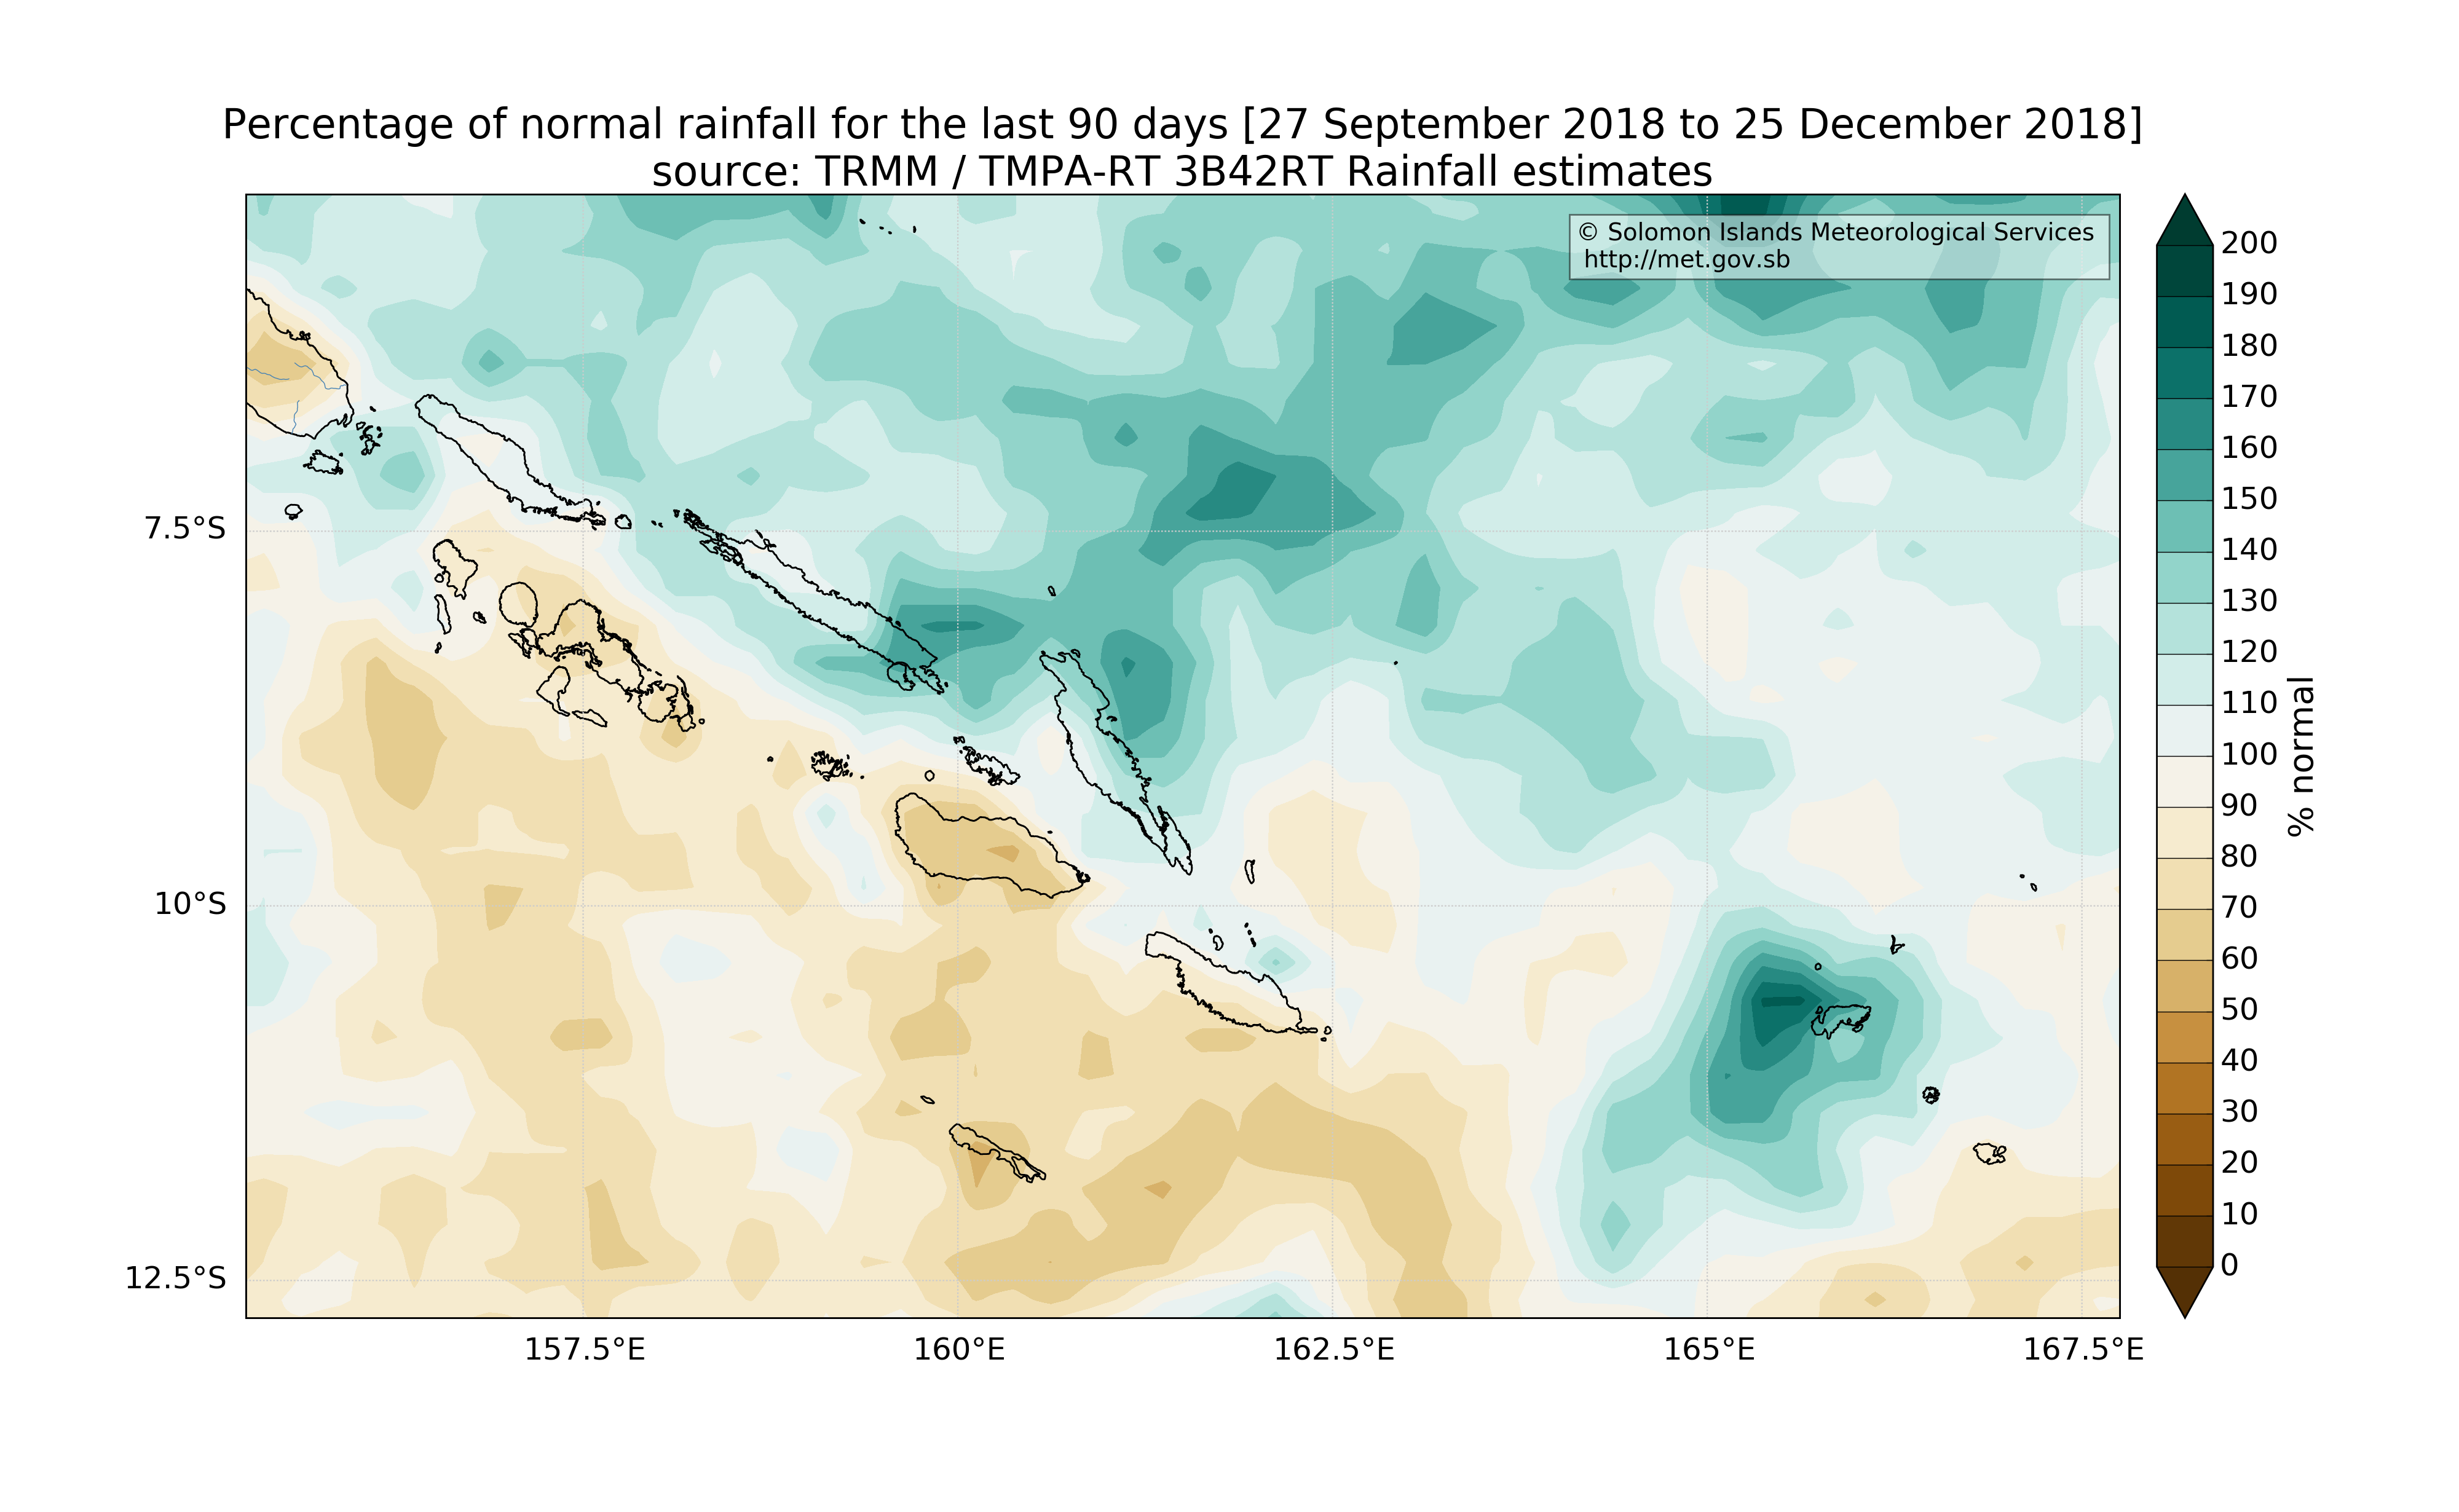 Percentage of normal rainfall for the last 90 days [27 September 2018 to 25 December 2018]
source: TRMM / TMPA-RT 3B42RT Rainfall estimates
© Solomon Islands Meteorological Services
http://met.gov.sb
7.5°S
10°S
12.5°S
157.5°E
160°E
162.5°E
165°E
167.5°E
200
190
180
170
160
150
140
130
120
110
100
90
80
70
60
50
40
30
20
10
0
% normal